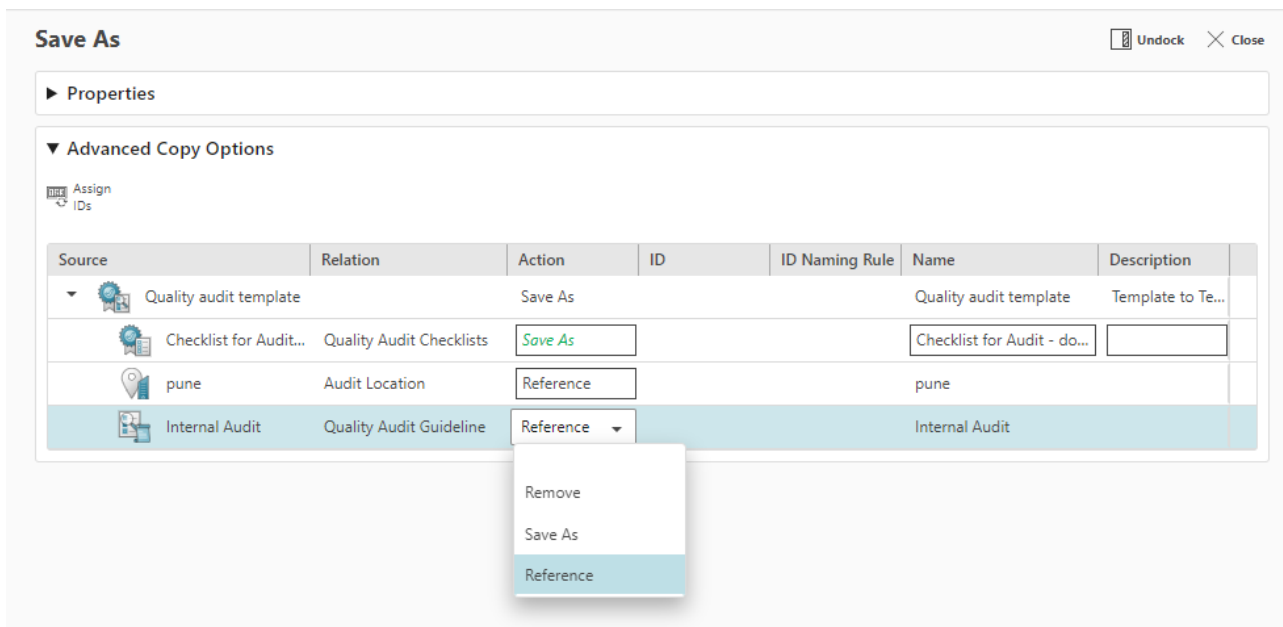 Save As
Undock Close
Properties
Advanced Copy Options
Assign
IDs
Source Relation Action ID ID Naming Rule Name Description
Quality audit template Save As Quality audit template Template to Te...
Checklist for Audit... Quality Audit Checklists Save As Checklist for Audit - do...
pune Audit Location Reference pune
Internal Audit Quality Audit Guideline Reference Internal Audit
Remove
Save As
Reference